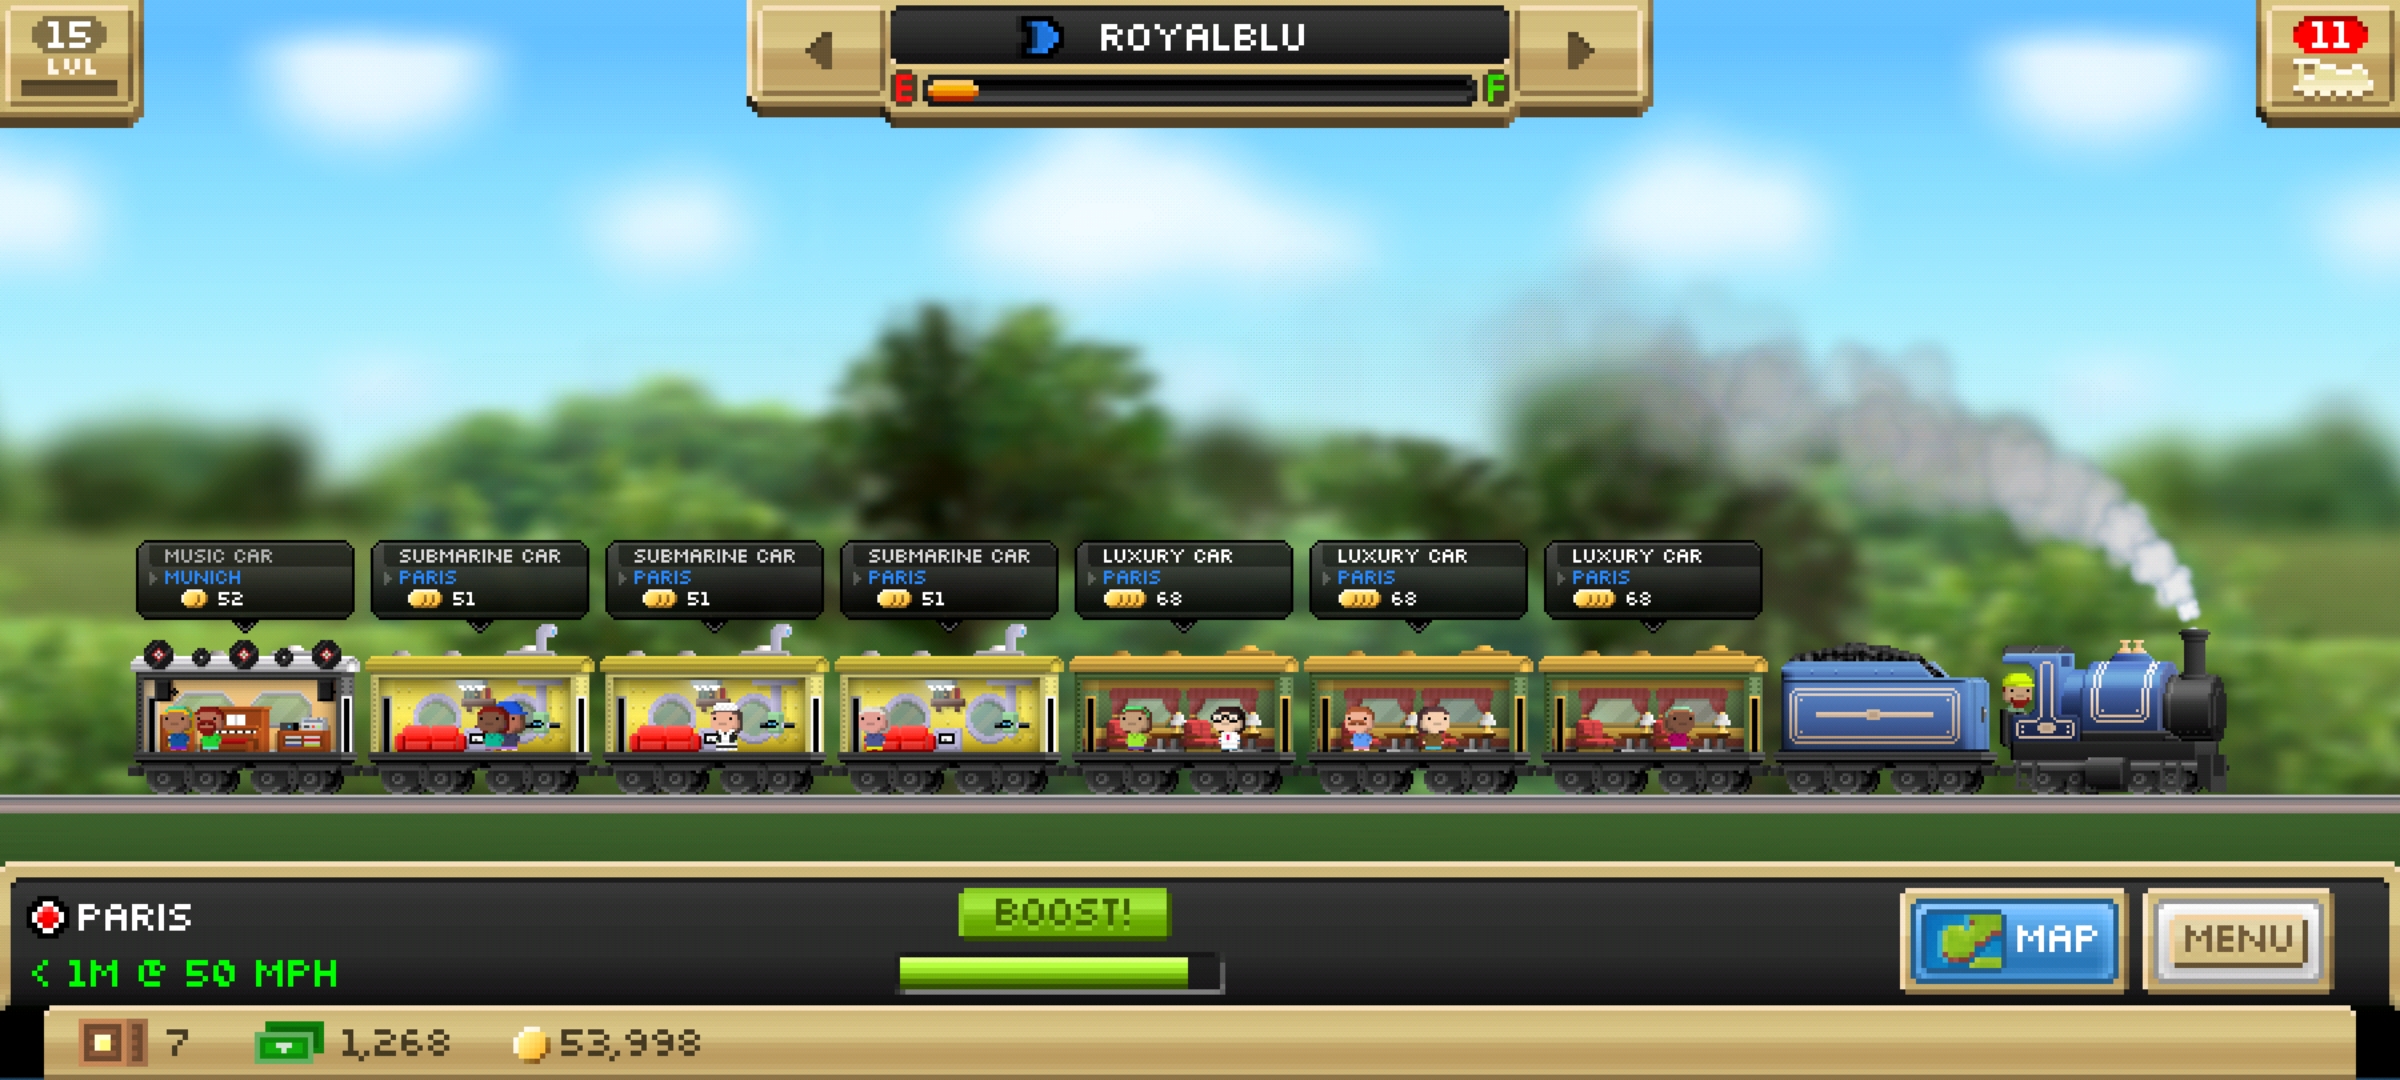 15
LVL
ROYALBLU
E
F
11
MUSIC CAR
MUNICH
52
SUBMARINE CAR
PARIS
51
SUBMARINE CAR
PARIS
51
SUBMARINE CAR
PARIS
51
LUXURY CAR
PARIS
68
LUXURY CAR
PARIS
68
LUXURY CAR
PARIS
68
PARIS
< 1M @ 50 MPH
BOOST!
MAP
MENU
7
1,268
53,998